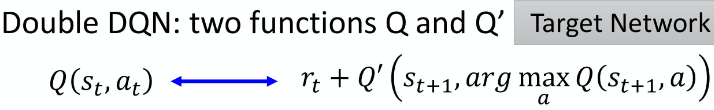 Double DQN: two functions Q and Q’ Target Network
Q(s_t, a_t) ⟷ r_t + Q′(s_{t+1}, arg max_a Q(s_{t+1}, a))